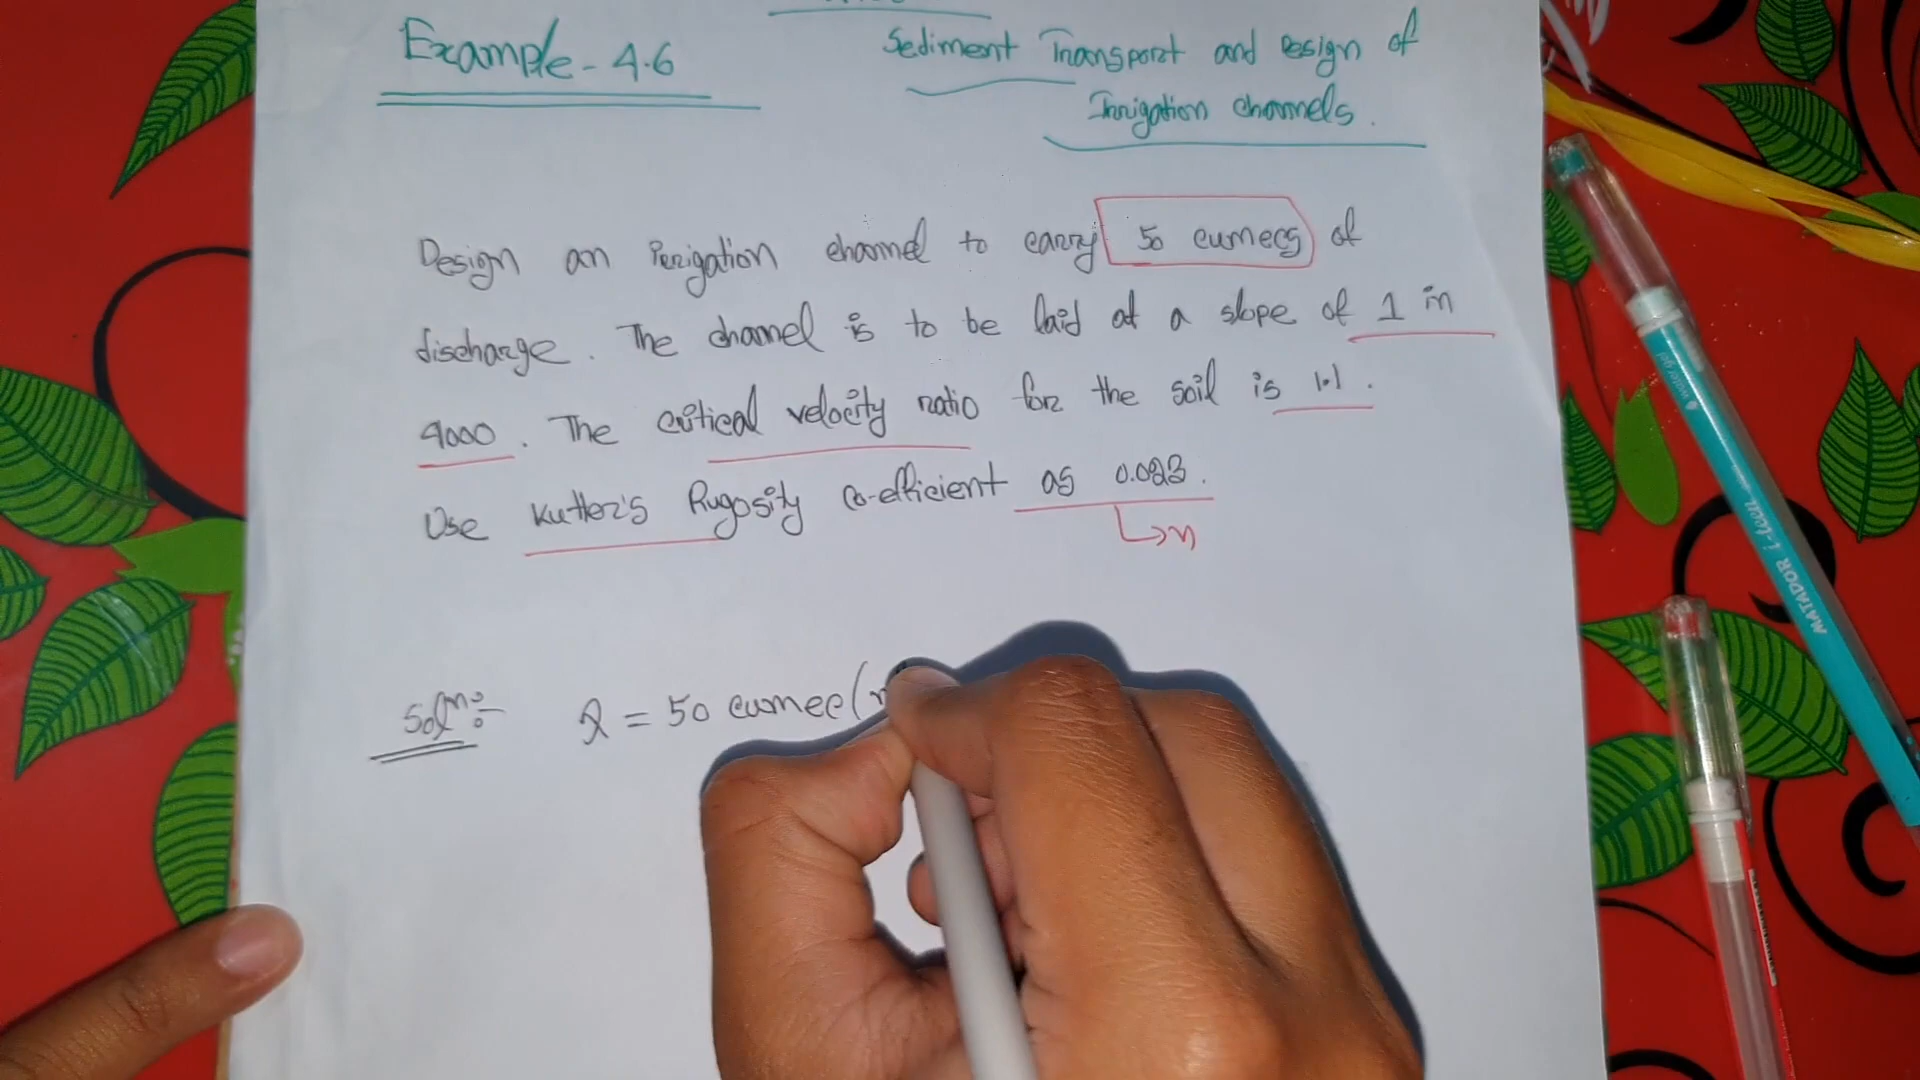 Example - 4.6
Sediment Transport and Design of
Irrigation channels.
Design an Irrigation channel to carry 50 cumecs of
discharge. The channel is to be laid at a slope of 1 in
4000. The critical velocity ratio for the soil is 1.1.
Use Kutter's Rugosity co-efficient as 0.023.
↳n
Solⁿ:- Q = 50 cumec (m
MATADOR i-teen